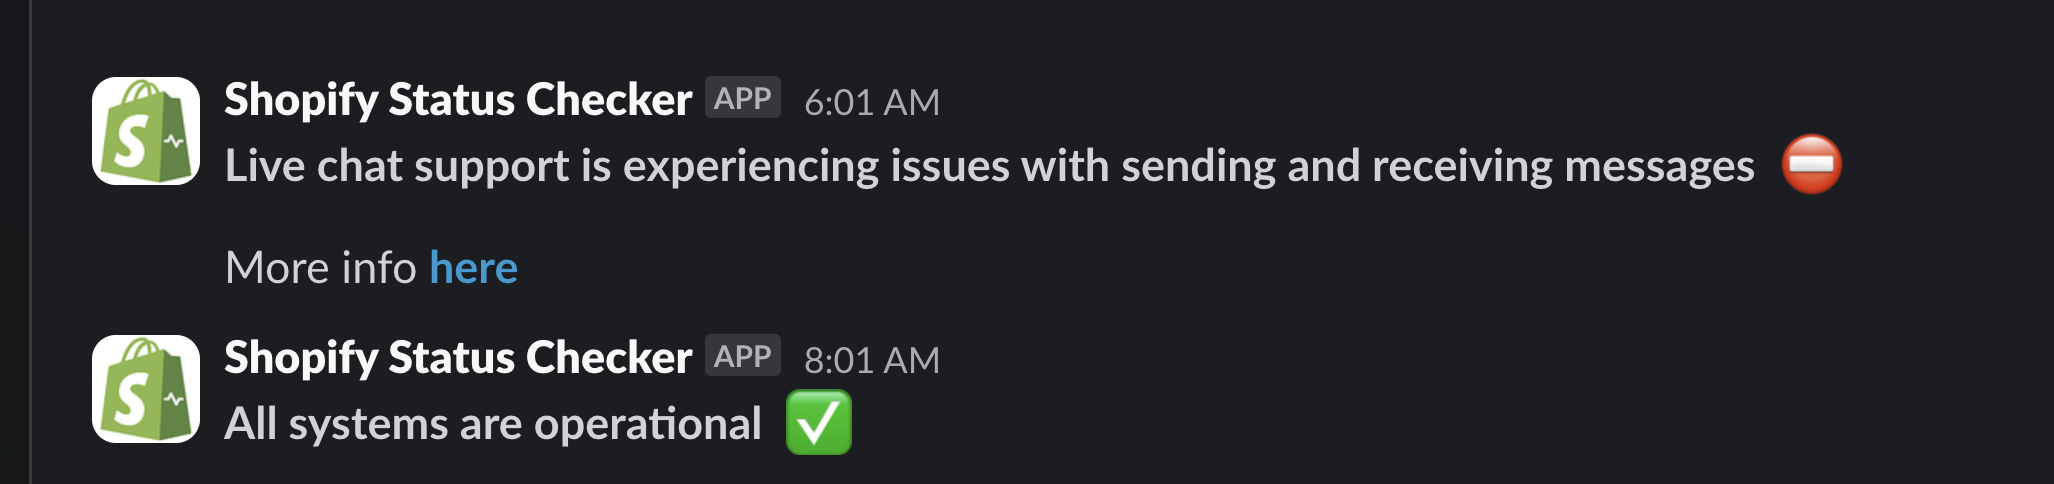 Shopify Status Checker APP 6:01 AM
Live chat support is experiencing issues with sending and receiving messages ⛔
More info here
Shopify Status Checker APP 8:01 AM
All systems are operational ✅